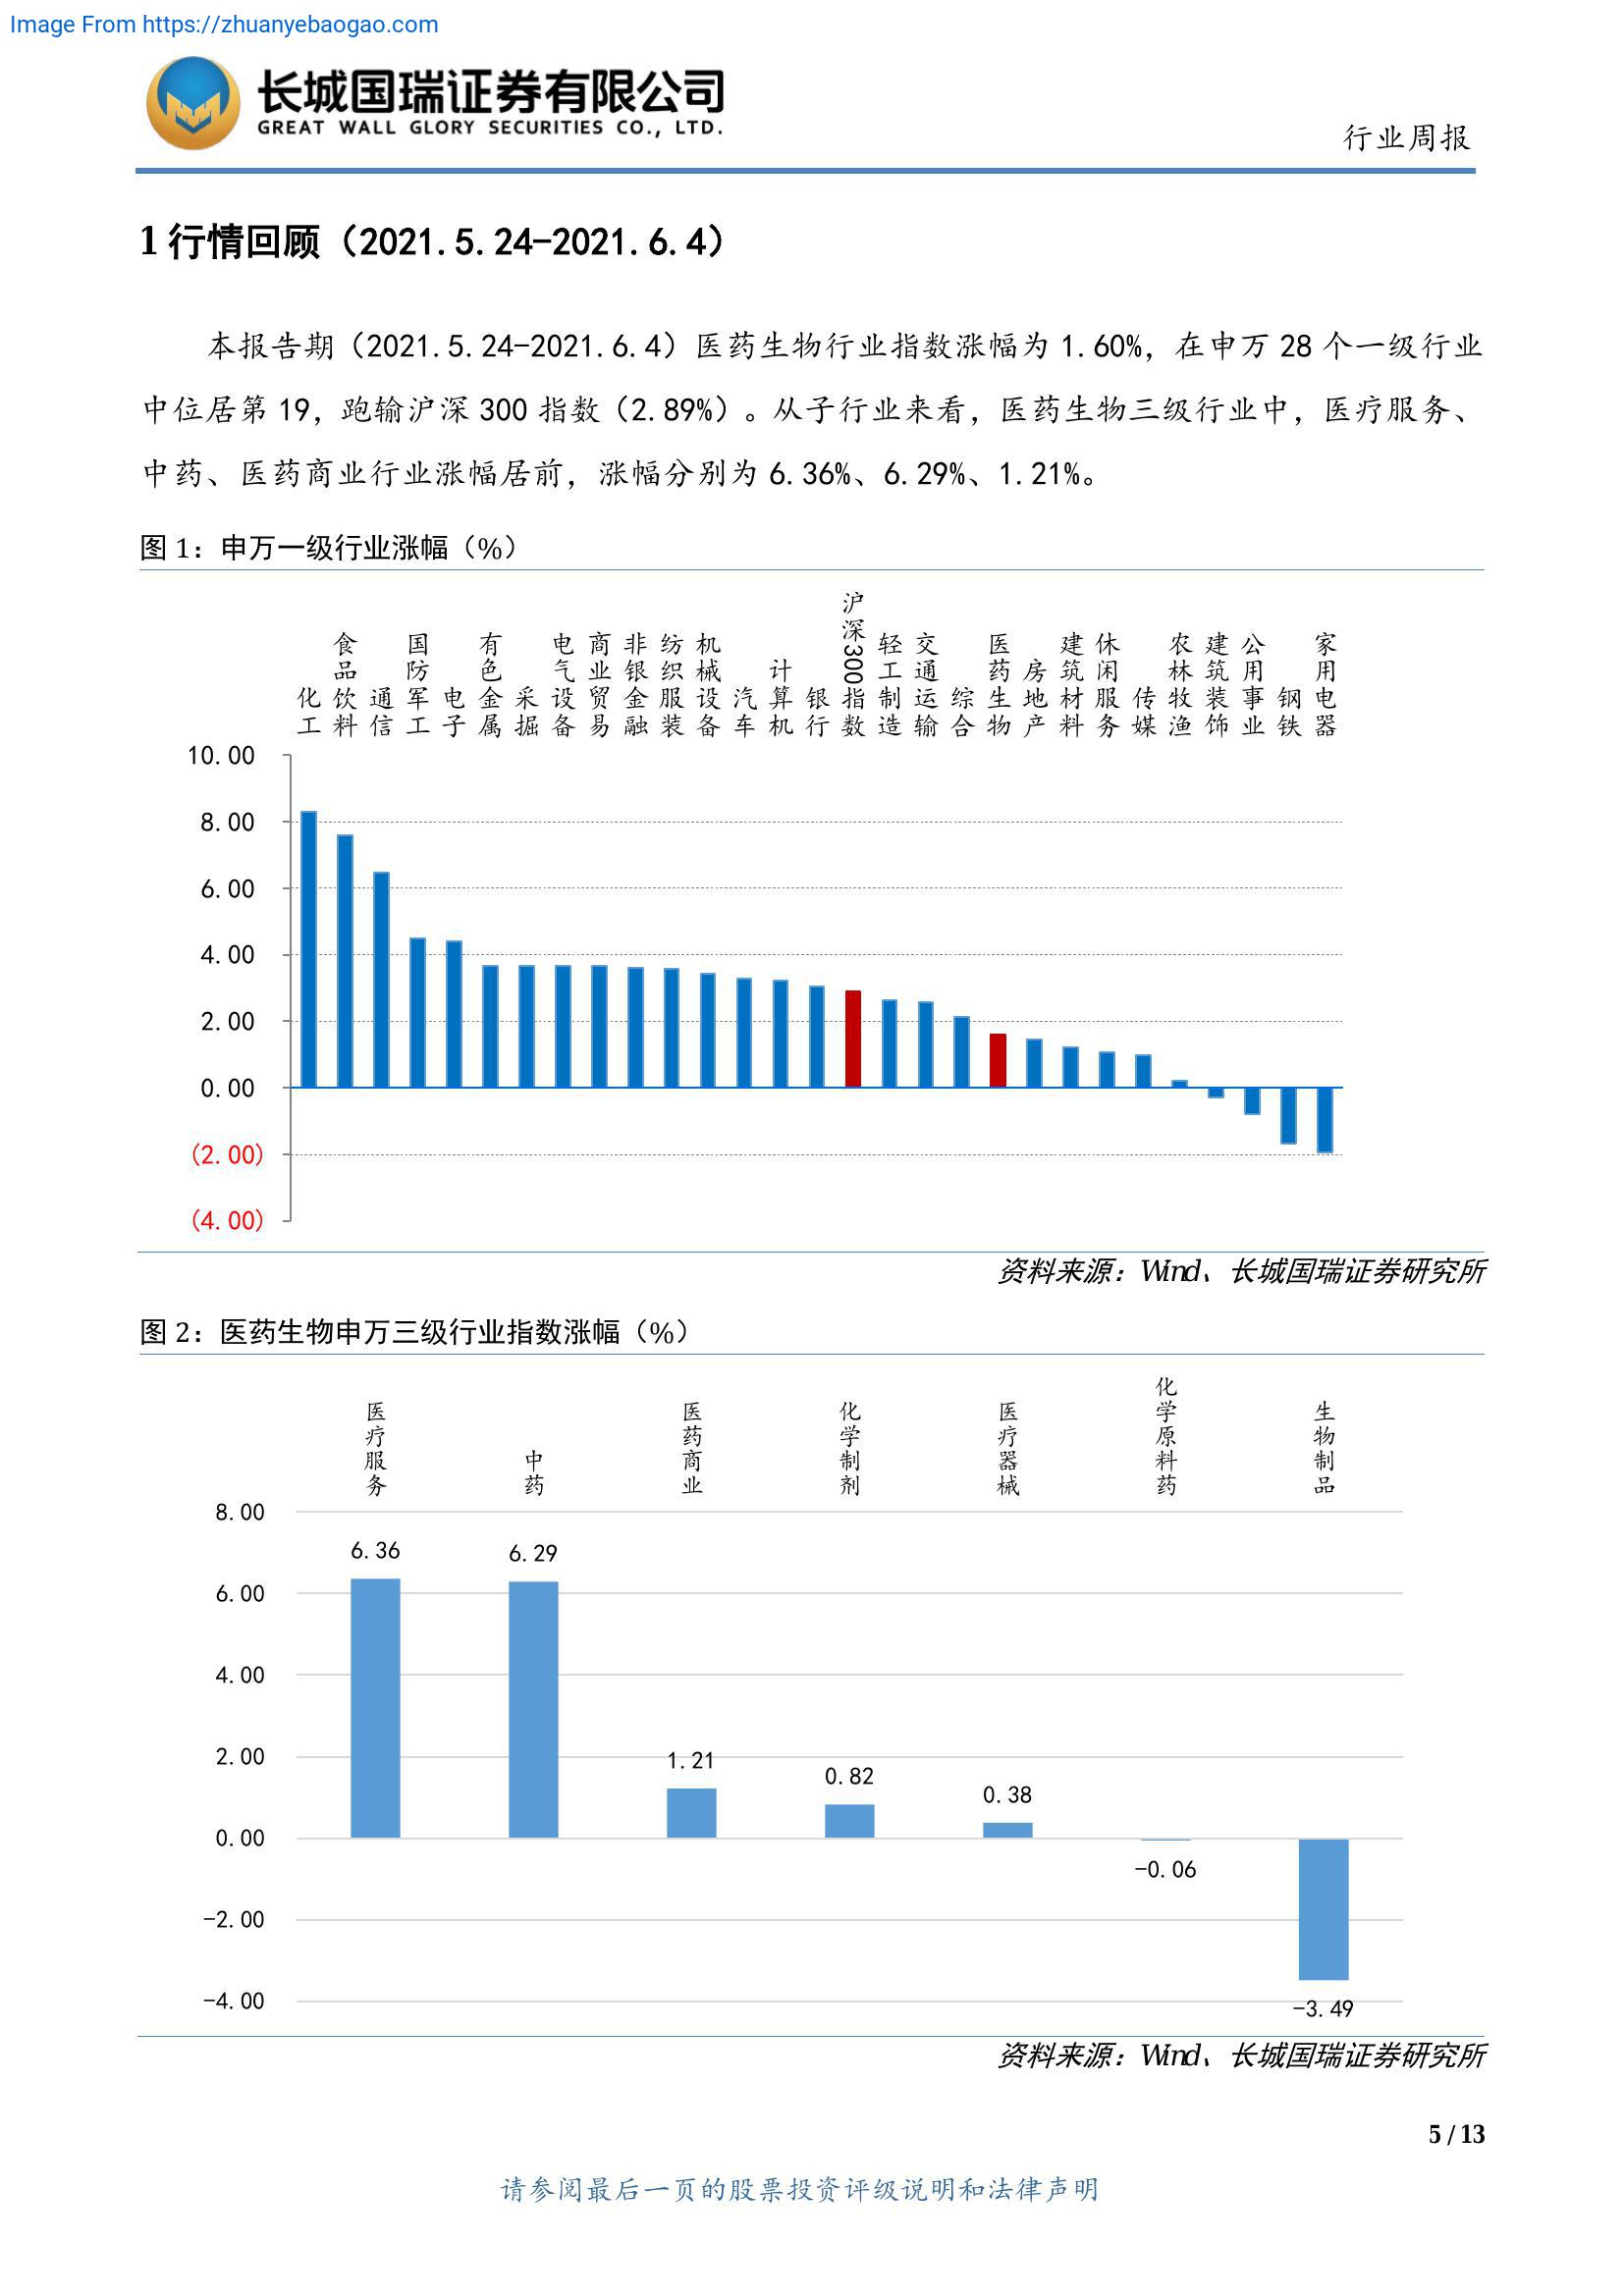 Image From https://zhuanyebaogao.com
长城国瑞证券有限公司
GREAT WALL GLORY SECURITIES CO., LTD.
行业周报
1 行情回顾（2021.5.24-2021.6.4）
本报告期（2021.5.24-2021.6.4）医药生物行业指数涨幅为 1.60%，在申万 28 个一级行业
中位居第 19，跑输沪深 300 指数（2.89%）。从子行业来看，医药生物三级行业中，医疗服务、
中药、医药商业行业涨幅居前，涨幅分别为 6.36%、6.29%、1.21%。
图 1：申万一级行业涨幅（%）
化工
食品饮料
通信
国防军工
电子
有色金属
采掘
电气设备
商业贸易
非银金融
纺织服装
机械设备
汽车
计算机
银行
沪深300指数
轻工制造
交通运输
综合
医药生物
房地产
建筑材料
休闲服务
传媒
农林牧渔
建筑装饰
公用事业
钢铁
家用电器
10.00
8.00
6.00
4.00
2.00
0.00
(2.00)
(4.00)
资料来源：Wind、长城国瑞证券研究所
图 2：医药生物申万三级行业指数涨幅（%）
医疗服务
中药
医药商业
化学制剂
医疗器械
化学原料药
生物制品
8.00
6.36
6.29
6.00
4.00
2.00
1.21
0.82
0.38
0.00
-0.06
-2.00
-4.00
-3.49
资料来源：Wind、长城国瑞证券研究所
5 / 13
请参阅最后一页的股票投资评级说明和法律声明